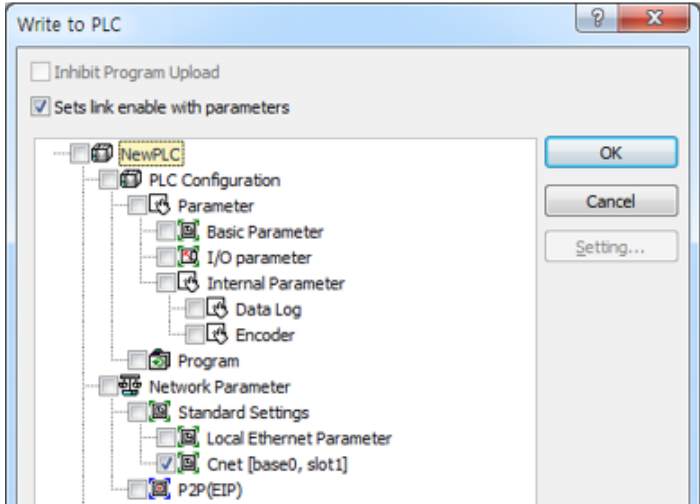 Write to PLC
Inhibit Program Upload
Sets link enable with parameters
NewPLC
OK
PLC Configuration
Parameter
Cancel
Basic Parameter
Setting...
I/O parameter
Internal Parameter
Data Log
Encoder
Program
Network Parameter
Standard Settings
Local Ethernet Parameter
Cnet [base0, slot1]
P2P(EIP)